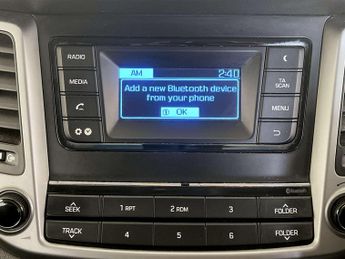 RADIO
AM 2:40
TA
SCAN
MEDIA
Add a new Bluetooth device
from your phone
MENU
① OK
Bluetooth
SEEK
1 RPT
2 RDM
3
FOLDER
TRACK
4
5
6
FOLDER